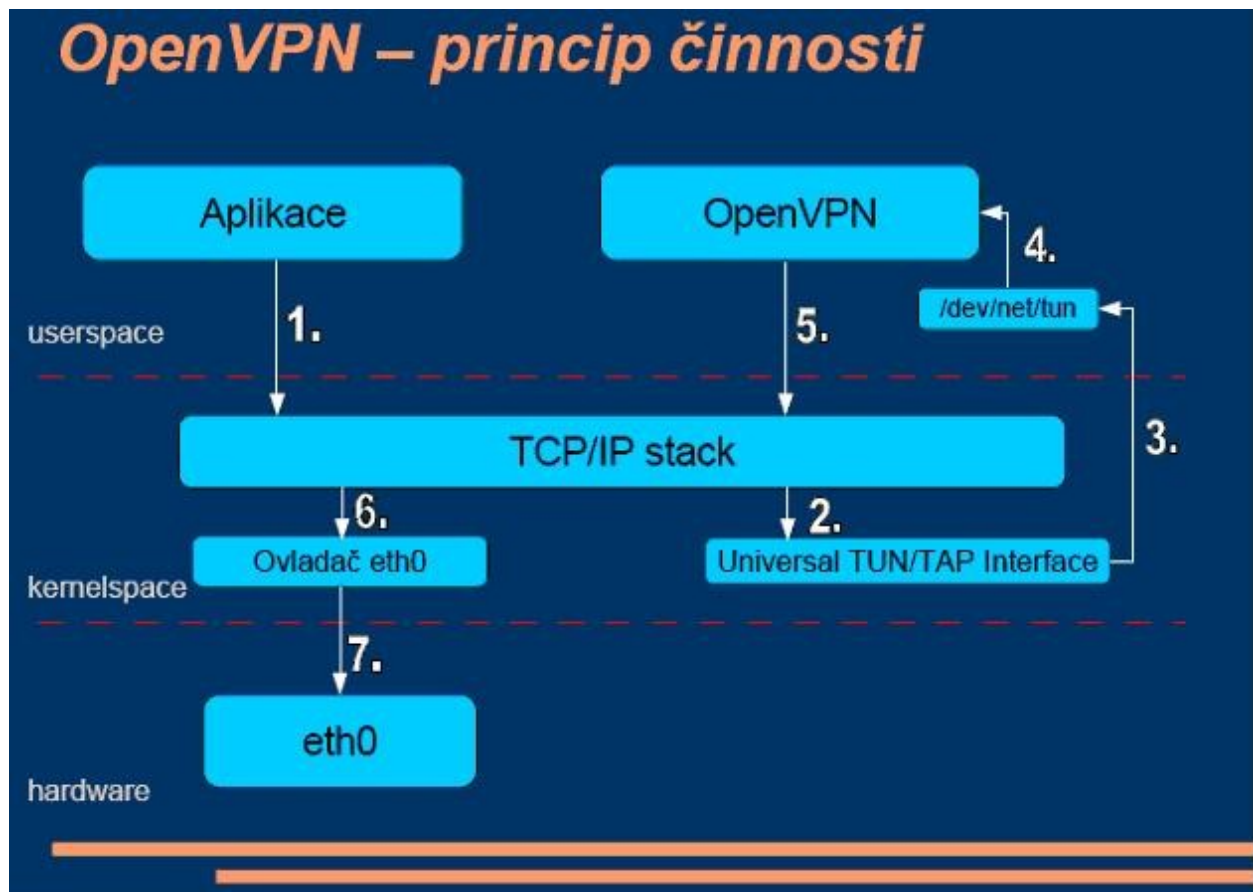 OpenVPN – princip činnosti
Aplikace
OpenVPN
4.
/dev/net/tun
1.
5.
userspace
3.
TCP/IP stack
6.
2.
Ovladač eth0
Universal TUN/TAP Interface
kernelspace
7.
eth0
hardware